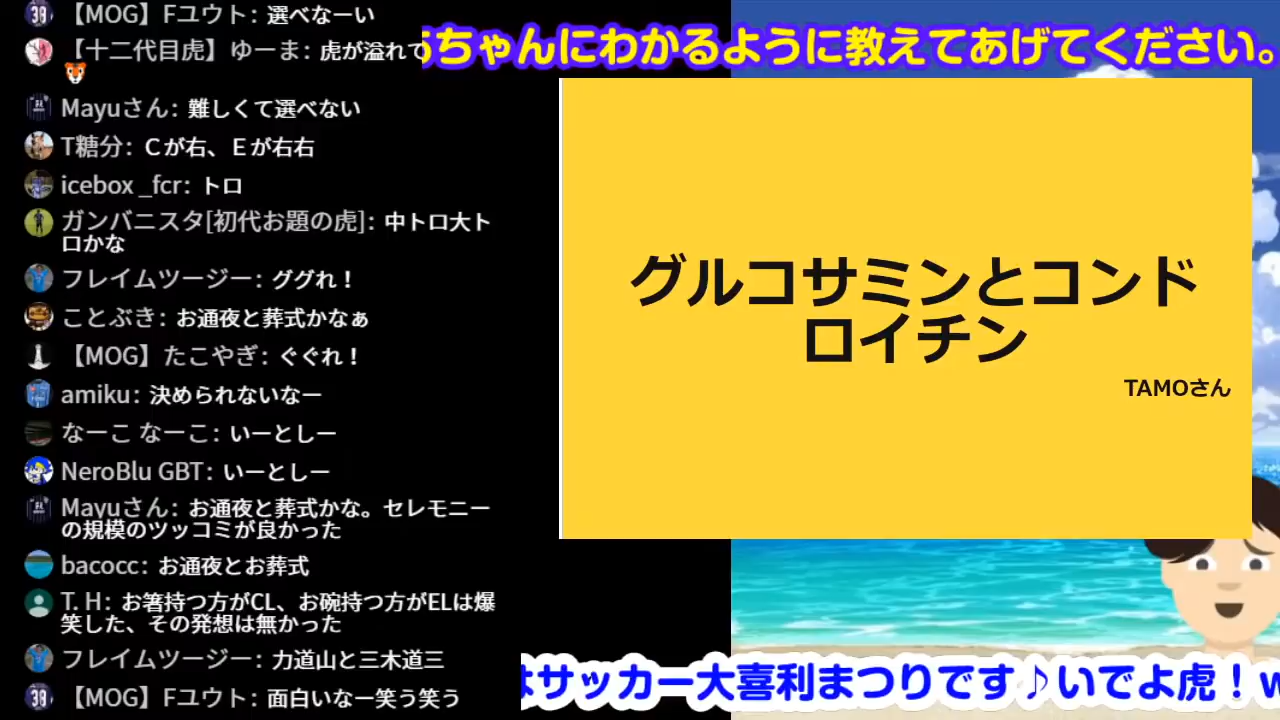 【MOG】Fユウト: 選べなーい
【十二代目虎】ゆーま: 虎が溢れて
🐯
Mayuさん: 難しくて選べない
T糖分: Ｃが右、Ｅが右右
icebox _fcr: トロ
ガンバニスタ[初代お題の虎]: 中トロ大ト
ロかな
フレイムツージー: ググれ！
ことぶき: お通夜と葬式かなぁ
【MOG】たこやぎ: ぐぐれ！
amiku: 決められないなー
なーこ なーこ: いーとしー
NeroBlu GBT: いーとしー
Mayuさん: お通夜と葬式かな。セレモニー
の規模のツッコミが良かった
bacocc: お通夜とお葬式
T. H: お箸持つ方がCL、お碗持つ方がELは爆
笑した、その発想は無かった
フレイムツージー: 力道山と三木道三
【MOG】Fユウト: 面白いなー笑う笑う
ちゃんにわかるように教えてあげてください。
グルコサミンとコンド
ロイチン
TAMOさん
はサッカー大喜利まつりです♪いでよ虎！w